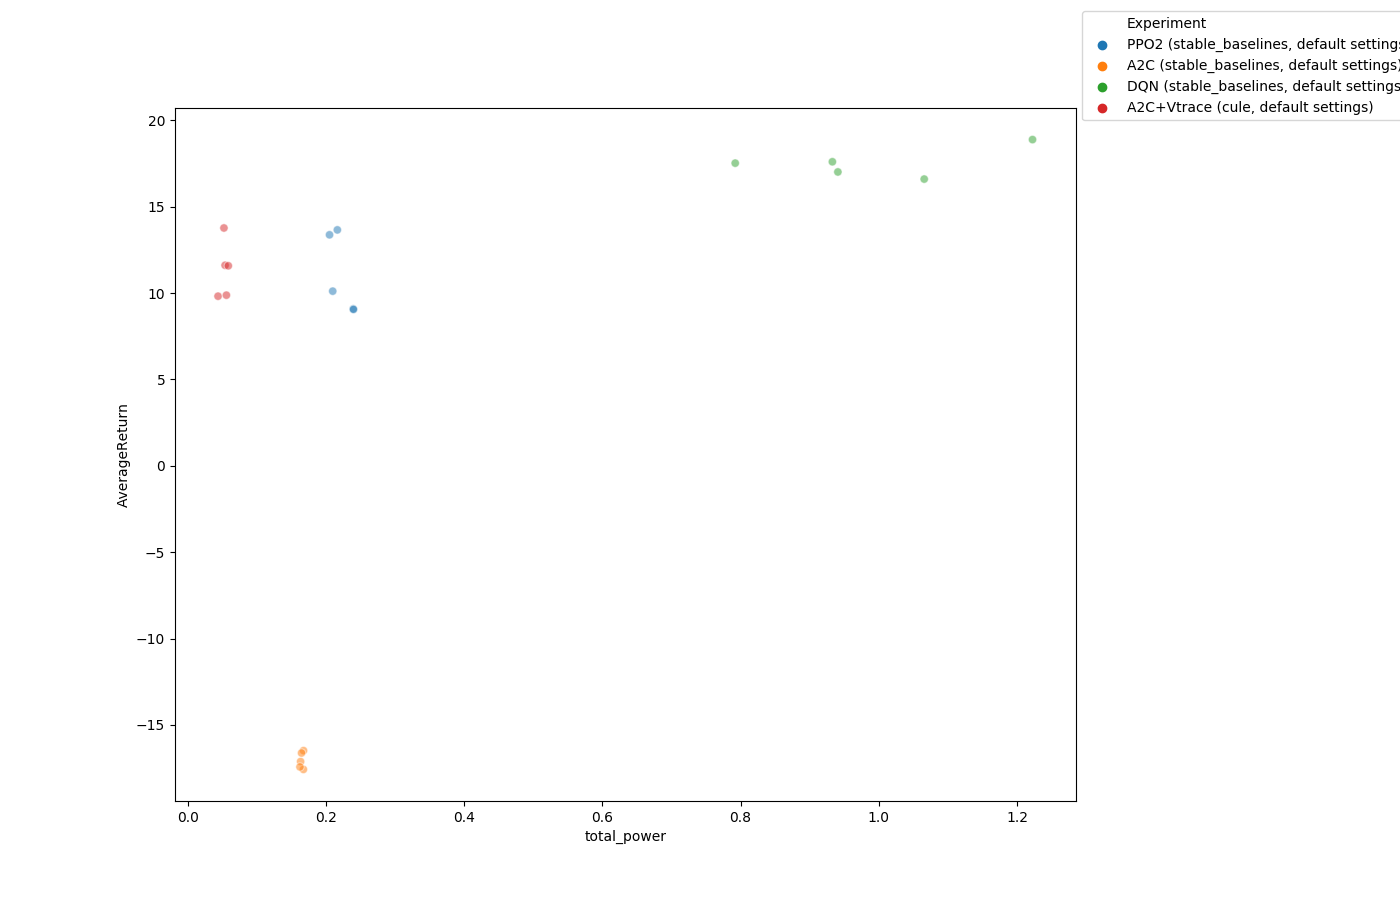 Experiment
PPO2 (stable_baselines, default settings
A2C (stable_baselines, default settings)
DQN (stable_baselines, default settings
A2C+Vtrace (cule, default settings)
20
15
10
5
0
−5
−10
−15
AverageReturn
0.0 0.2 0.4 0.6 0.8 1.0 1.2
total_power